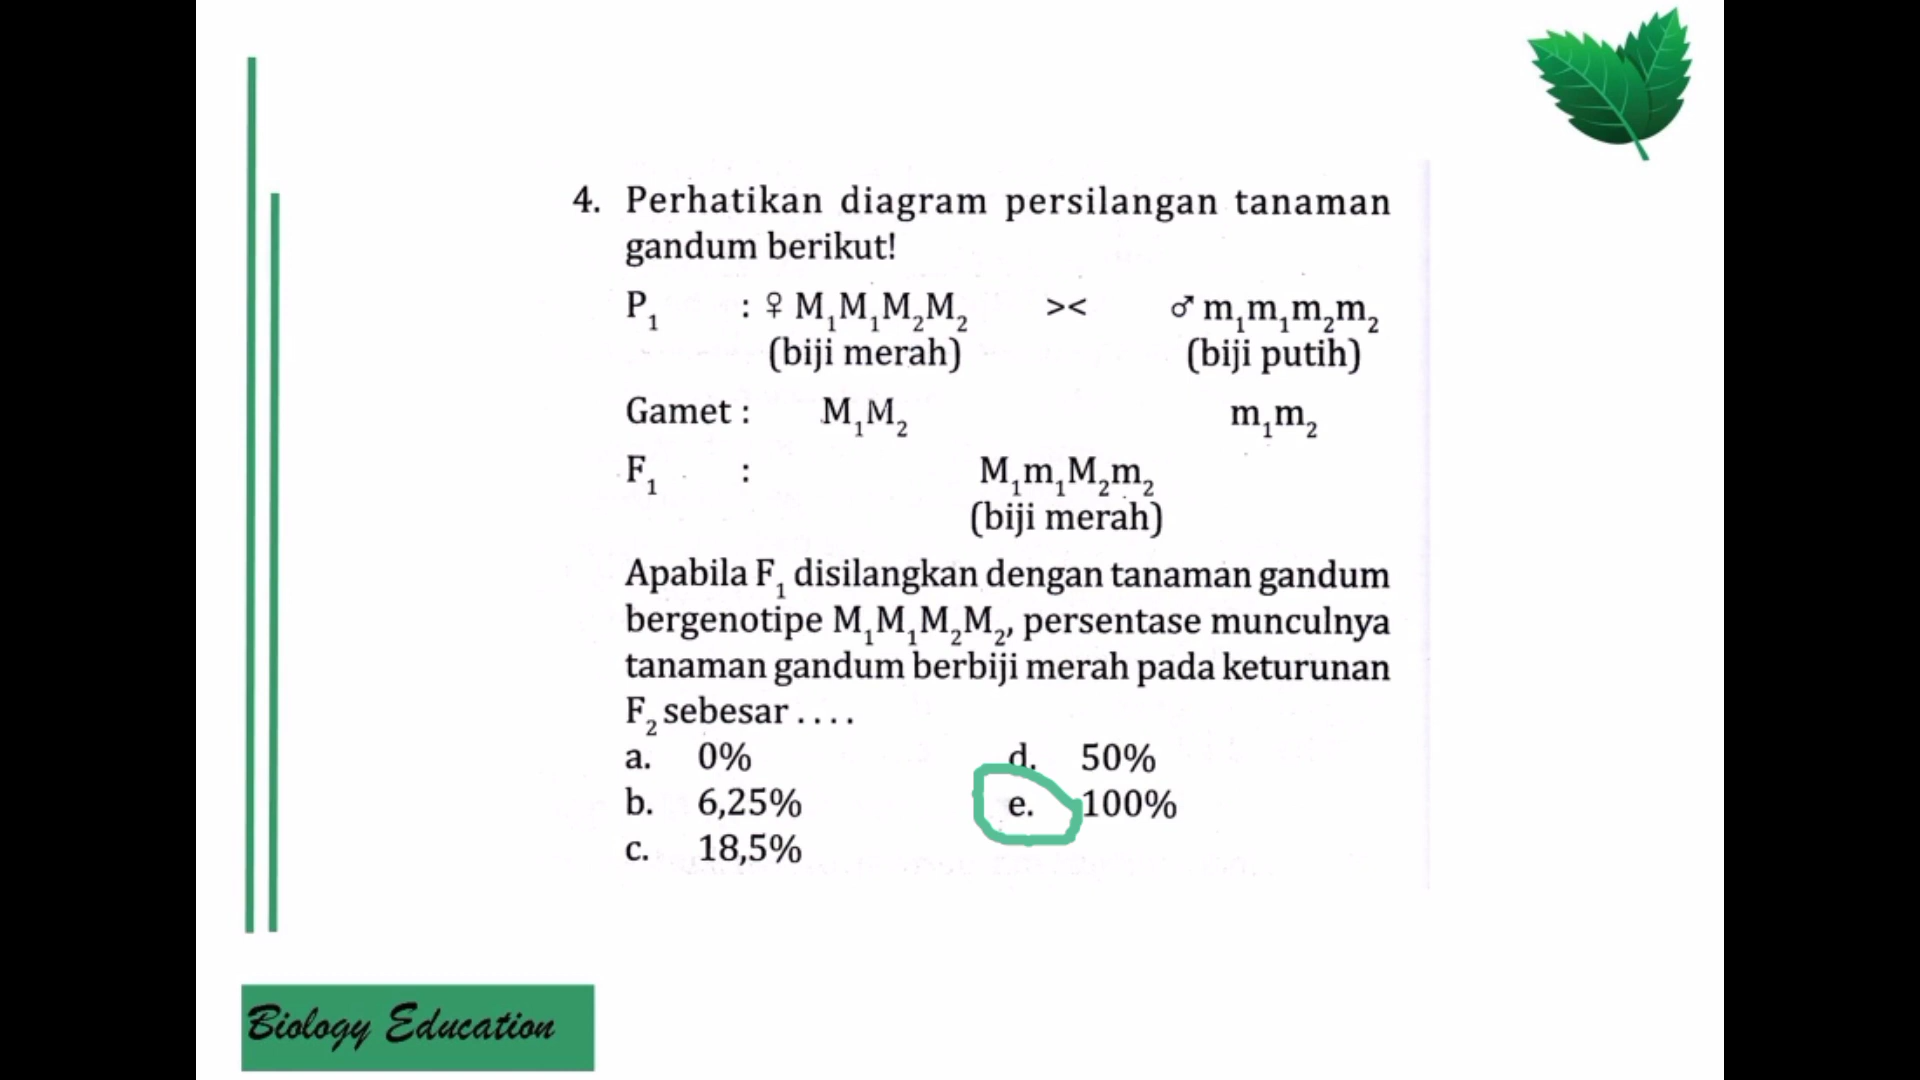 4. Perhatikan diagram persilangan tanaman
gandum berikut!
P₁ : ♀ M₁M₁M₂M₂ >< ♂ m₁m₁m₂m₂
(biji merah) (biji putih)
Gamet : M₁M₂ m₁m₂
F₁ : M₁m₁M₂m₂
(biji merah)
Apabila F₁ disilangkan dengan tanaman gandum
bergenotipe M₁M₁M₂M₂, persentase munculnya
tanaman gandum berbiji merah pada keturunan
F₂ sebesar . . . .
a. 0% d. 50%
b. 6,25% e. 100%
c. 18,5%
Biology Education